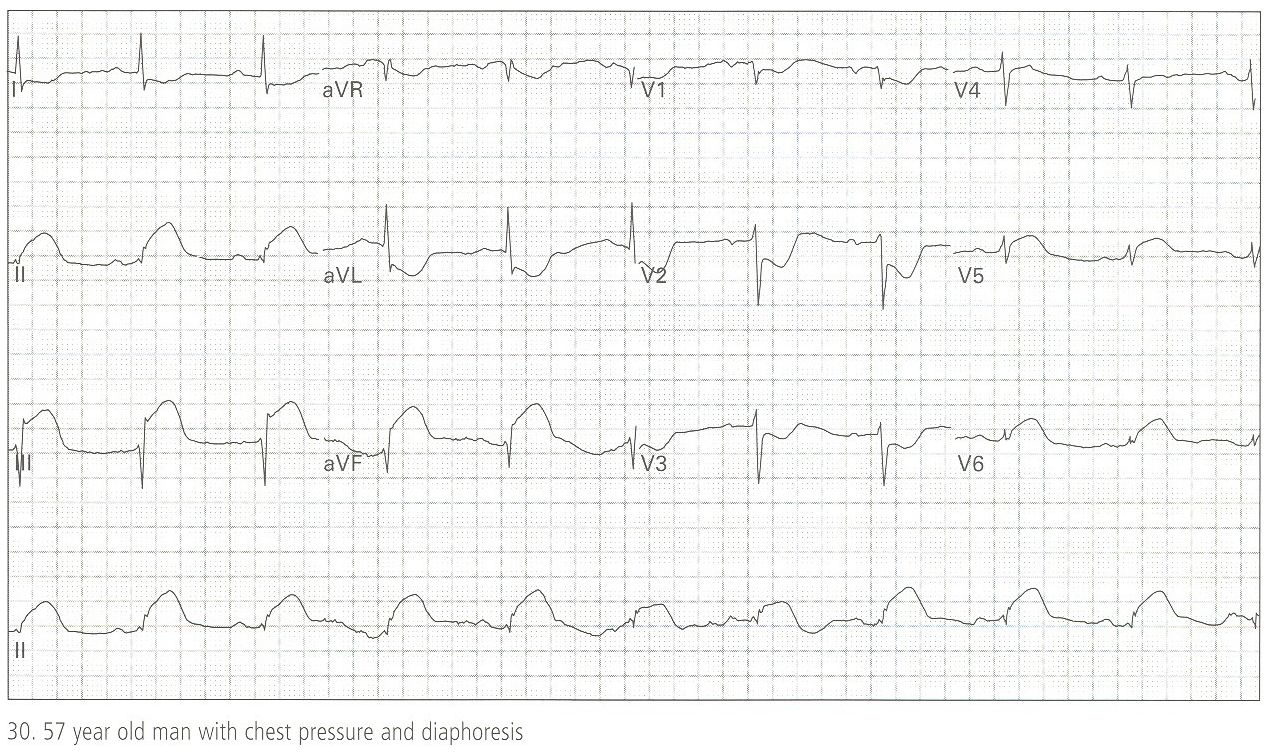 I aVR V1 V4
II aVL V2 V5
III aVF V3 V6
II
30. 57 year old man with chest pressure and diaphoresis